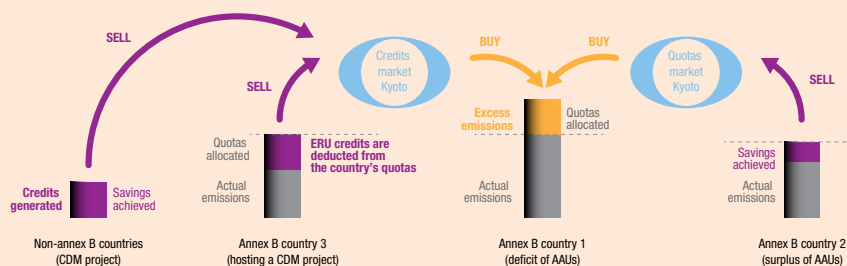 SELL
BUY
BUY
Credits
market
Kyoto
Quotas
market
Kyoto
SELL
SELL
Excess
emissions
Quotas
allocated
Quotas
allocated
ERU credits are
deducted from
the country's quotas
Savings
achieved
Actual
emissions
Actual
emissions
Actual
emissions
Credits
generated
Savings
achieved
Non-annex B countries
(CDM project)
Annex B country 3
(hosting a CDM project)
Annex B country 1
(deficit of AAUs)
Annex B country 2
(surplus of AAUs)